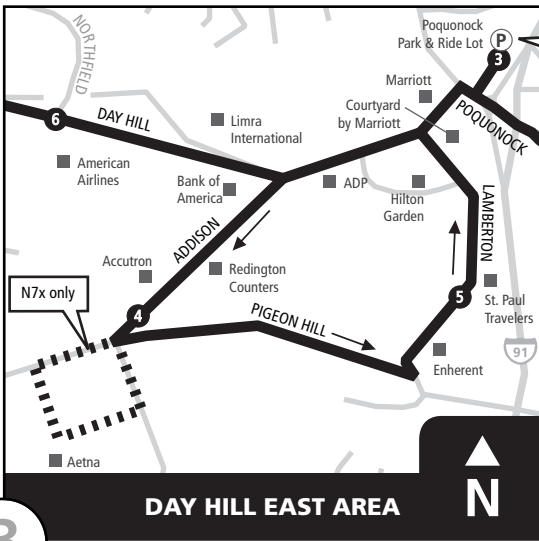 NORTHFIELD
Poquonock
Park & Ride Lot
P
3
Marriott
Courtyard
by Marriott
POQUONOCK
6
DAY HILL
Limra
International
American
Airlines
Bank of
America
ADP
Hilton
Garden
LAMBERTON
ADDISON
Accutron
Redington
Counters
N7x only
4
PIGEON HILL
5
St. Paul
Travelers
91
Enherent
Aetna
DAY HILL EAST AREA
N